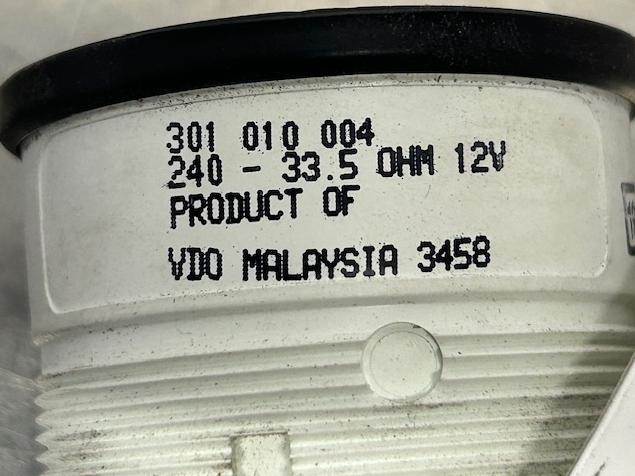 301 010 004
240 - 33.5 OHM 12V
PRODUCT OF
VDO MALAYSIA 3458